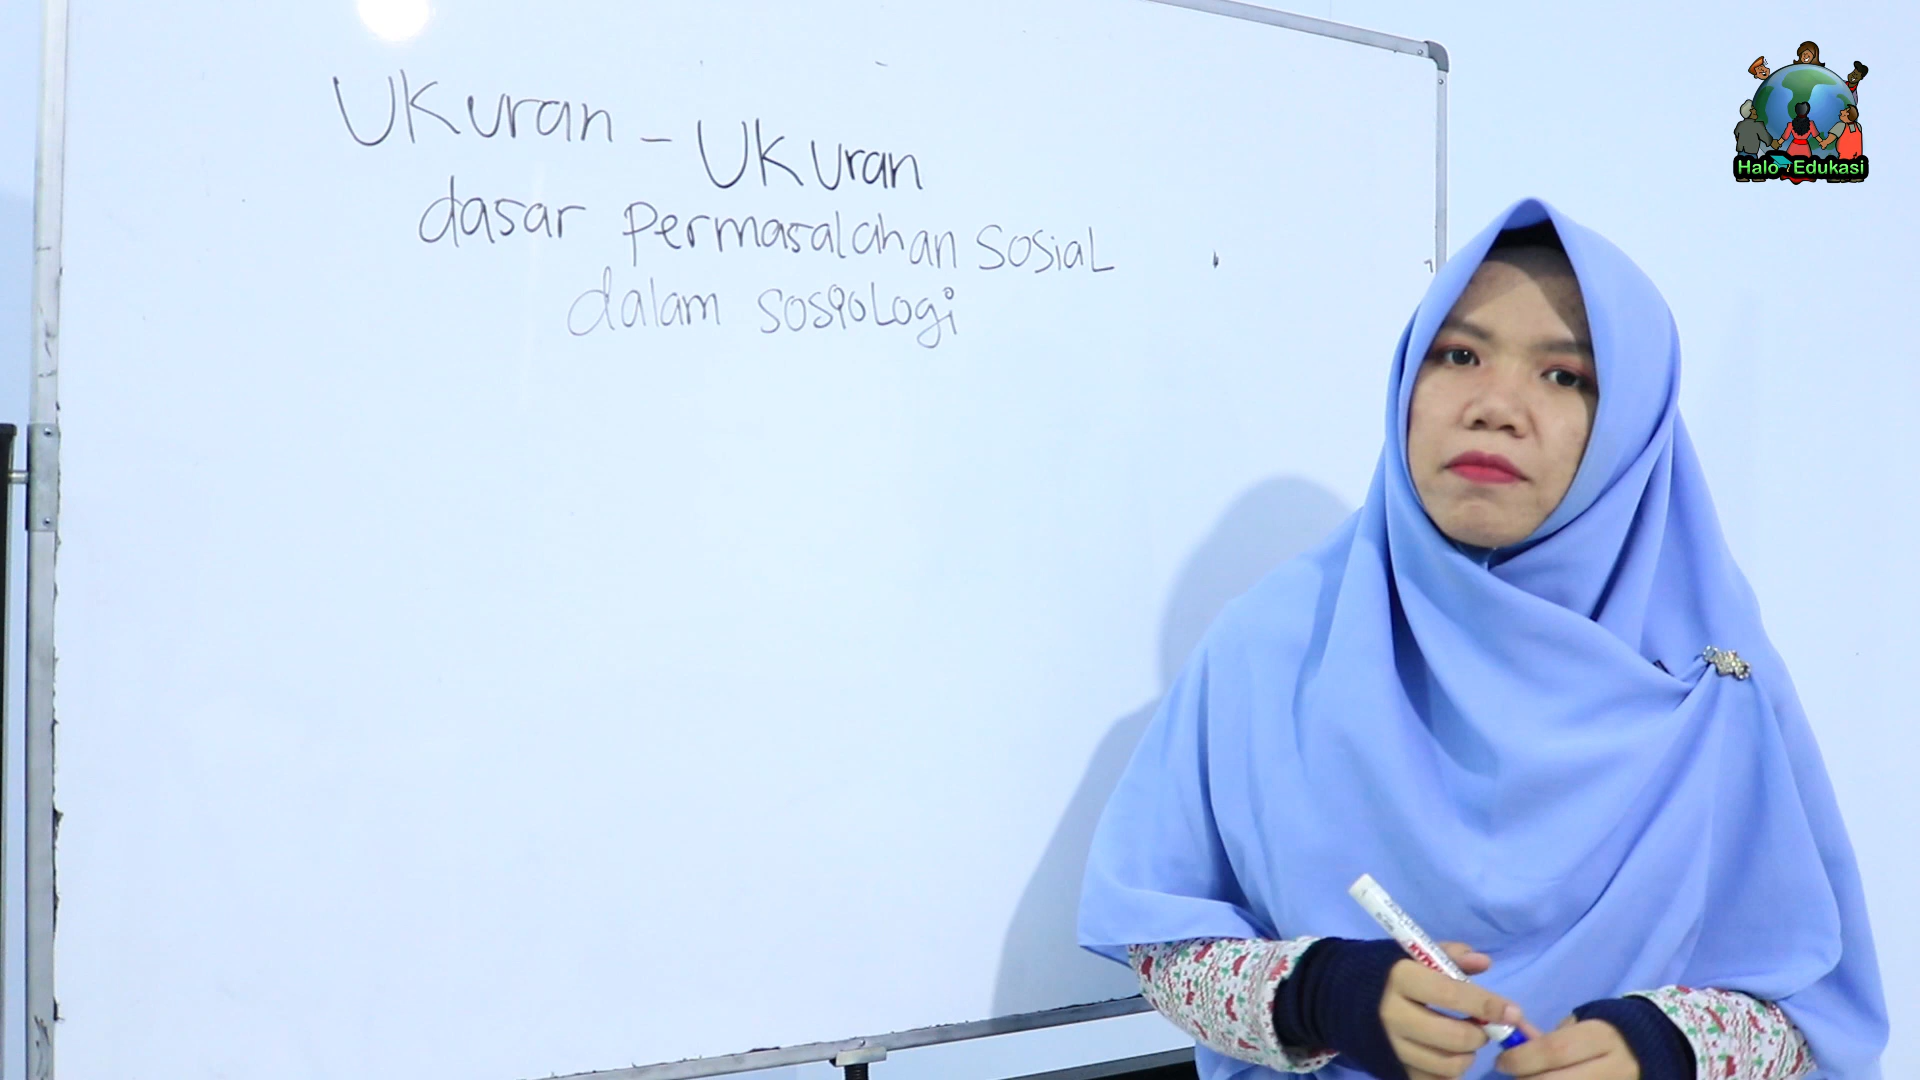 Ukuran - Ukuran
dasar permasalahan sosial
dalam sosiologi
Halo Edukasi